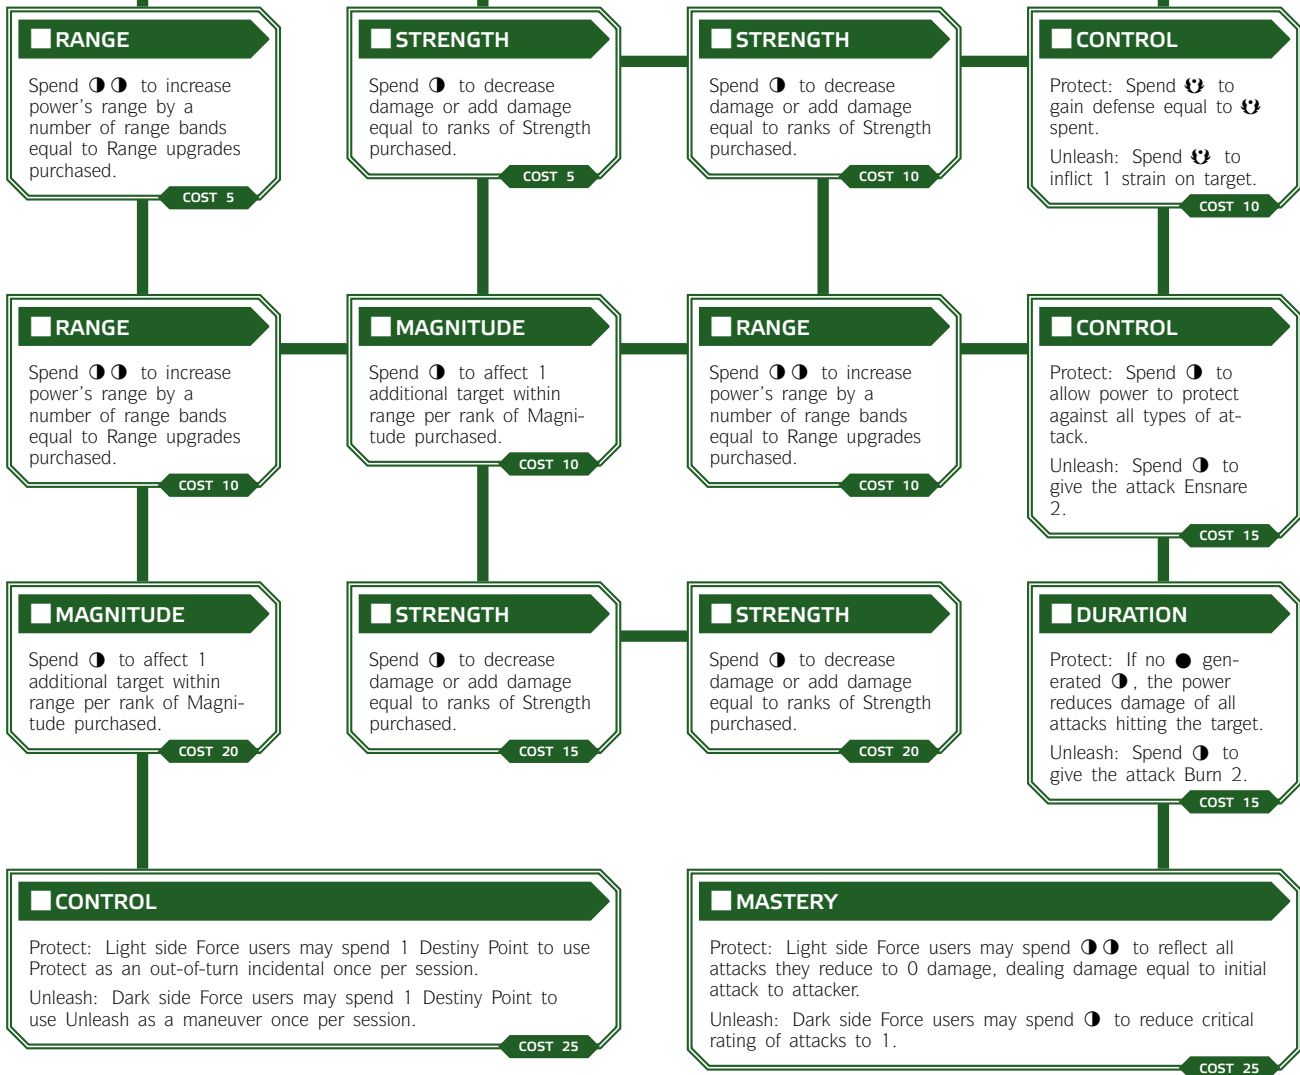 RANGE
Spend ◑◑ to increase
power's range by a
number of range bands
equal to Range upgrades
purchased.
COST 5
STRENGTH
Spend ◑ to decrease
damage or add damage
equal to ranks of Strength
purchased.
COST 5
STRENGTH
Spend ◑ to decrease
damage or add damage
equal to ranks of Strength
purchased.
COST 10
CONTROL
Protect: Spend to
gain defense equal to
spent.
Unleash: Spend to
inflict 1 strain on target.
COST 10
RANGE
Spend ◑◑ to increase
power's range by a
number of range bands
equal to Range upgrades
purchased.
COST 10
MAGNITUDE
Spend ◑ to affect 1
additional target within
range per rank of Magni-
tude purchased.
COST 10
RANGE
Spend ◑◑ to increase
power's range by a
number of range bands
equal to Range upgrades
purchased.
COST 10
CONTROL
Protect: Spend ◑ to
allow power to protect
against all types of at-
tack.
Unleash: Spend ◑ to
give the attack Ensnare
2.
COST 15
MAGNITUDE
Spend ◑ to affect 1
additional target within
range per rank of Magni-
tude purchased.
COST 20
STRENGTH
Spend ◑ to decrease
damage or add damage
equal to ranks of Strength
purchased.
COST 15
STRENGTH
Spend ◑ to decrease
damage or add damage
equal to ranks of Strength
purchased.
COST 20
DURATION
Protect: If no ● gen-
erated ◑, the power
reduces damage of all
attacks hitting the target.
Unleash: Spend ◑ to
give the attack Burn 2.
COST 15
CONTROL
Protect: Light side Force users may spend 1 Destiny Point to use
Protect as an out-of-turn incidental once per session.
Unleash: Dark side Force users may spend 1 Destiny Point to
use Unleash as a maneuver once per session.
COST 25
MASTERY
Protect: Light side Force users may spend ◑◑ to reflect all
attacks they reduce to 0 damage, dealing damage equal to initial
attack to attacker.
Unleash: Dark side Force users may spend ◑ to reduce critical
rating of attacks to 1.
COST 25